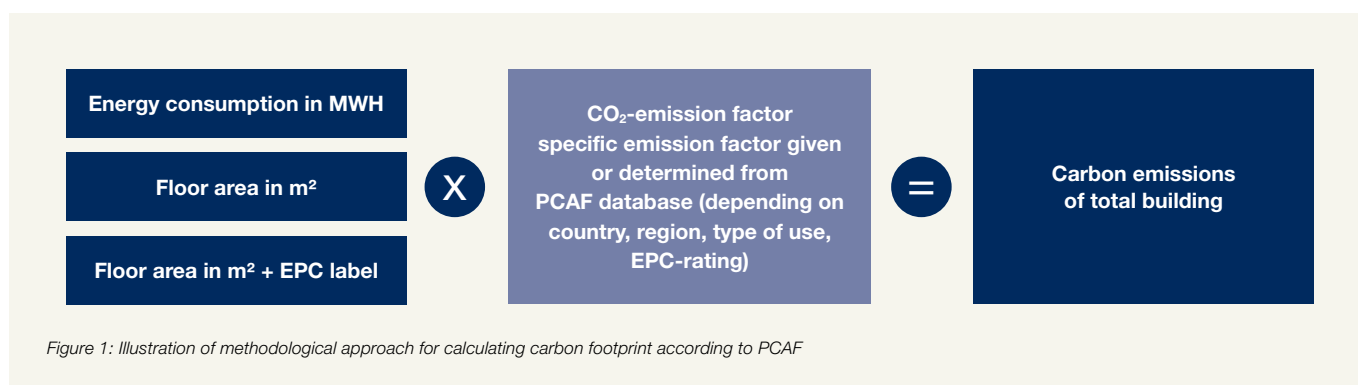 Energy consumption in MWH
Floor area in m²
Floor area in m² + EPC label
X
CO₂-emission factor
specific emission factor given
or determined from
PCAF database (depending on
country, region, type of use,
EPC-rating)
=
Carbon emissions
of total building
Figure 1: Illustration of methodological approach for calculating carbon footprint according to PCAF